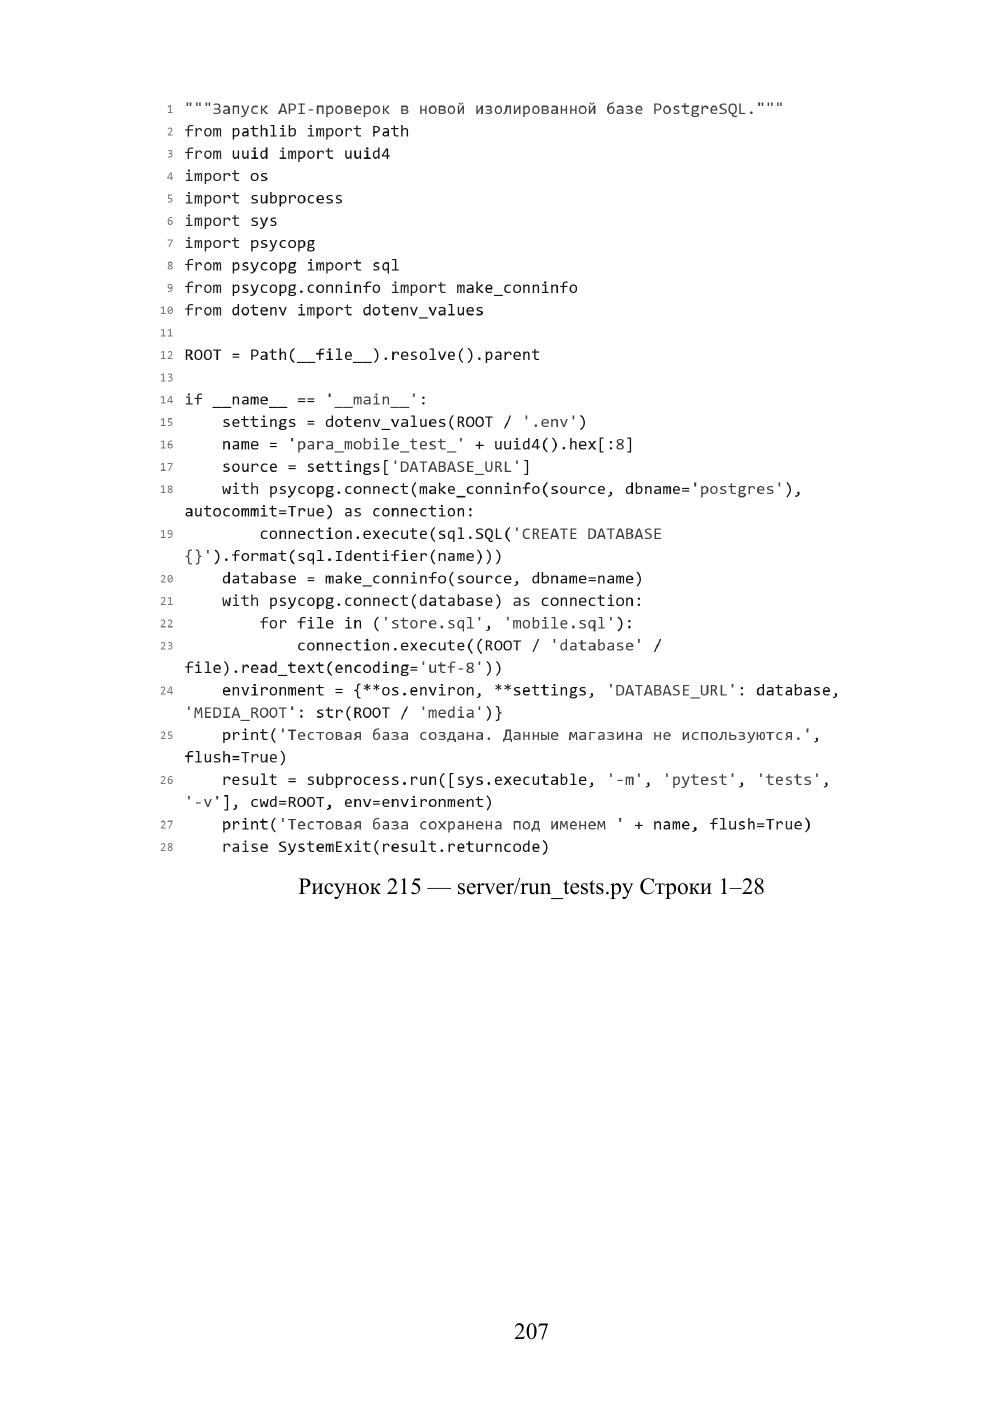 1 """Запуск API-проверок в новой изолированной базе PostgreSQL."""
2 from pathlib import Path
3 from uuid import uuid4
4 import os
5 import subprocess
6 import sys
7 import psycopg
8 from psycopg import sql
9 from psycopg.conninfo import make_conninfo
10 from dotenv import dotenv_values
11
12 ROOT = Path(__file__).resolve().parent
13
14 if __name__ == '__main__':
15     settings = dotenv_values(ROOT / '.env')
16     name = 'para_mobile_test_' + uuid4().hex[:8]
17     source = settings['DATABASE_URL']
18     with psycopg.connect(make_conninfo(source, dbname='postgres'),
autocommit=True) as connection:
19         connection.execute(sql.SQL('CREATE DATABASE
{}').format(sql.Identifier(name)))
20     database = make_conninfo(source, dbname=name)
21     with psycopg.connect(database) as connection:
22         for file in ('store.sql', 'mobile.sql'):
23             connection.execute((ROOT / 'database' /
file).read_text(encoding='utf-8'))
24     environment = {**os.environ, **settings, 'DATABASE_URL': database,
'MEDIA_ROOT': str(ROOT / 'media')}
25     print('Тестовая база создана. Данные магазина не используются.',
flush=True)
26     result = subprocess.run([sys.executable, '-m', 'pytest', 'tests',
'-v'], cwd=ROOT, env=environment)
27     print('Тестовая база сохранена под именем ' + name, flush=True)
28     raise SystemExit(result.returncode)
Рисунок 215 — server/run_tests.py Строки 1–28
207